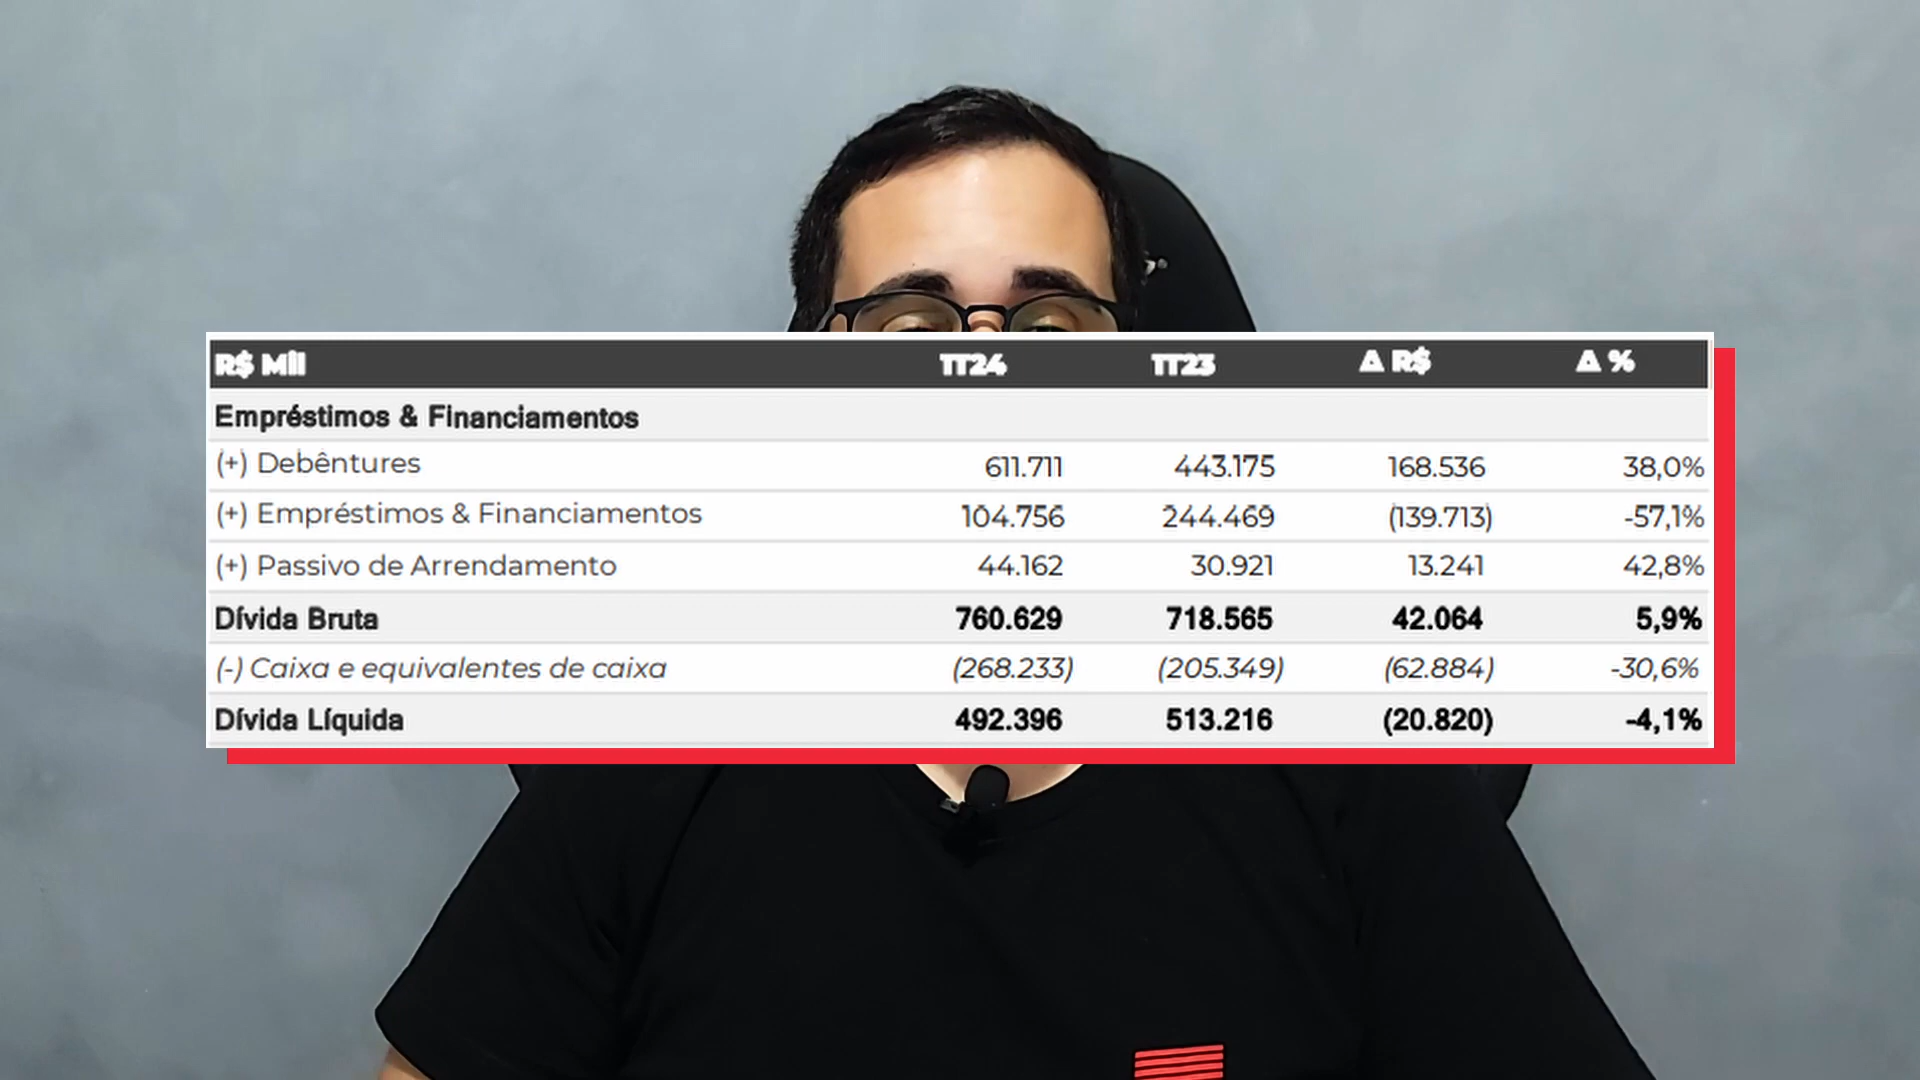 R$ Mil 1T24 1T23 Δ R$ Δ %
Empréstimos & Financiamentos
(+) Debêntures 611.711 443.175 168.536 38,0%
(+) Empréstimos & Financiamentos 104.756 244.469 (139.713) -57,1%
(+) Passivo de Arrendamento 44.162 30.921 13.241 42,8%
Dívida Bruta 760.629 718.565 42.064 5,9%
(-) Caixa e equivalentes de caixa (268.233) (205.349) (62.884) -30,6%
Dívida Líquida 492.396 513.216 (20.820) -4,1%